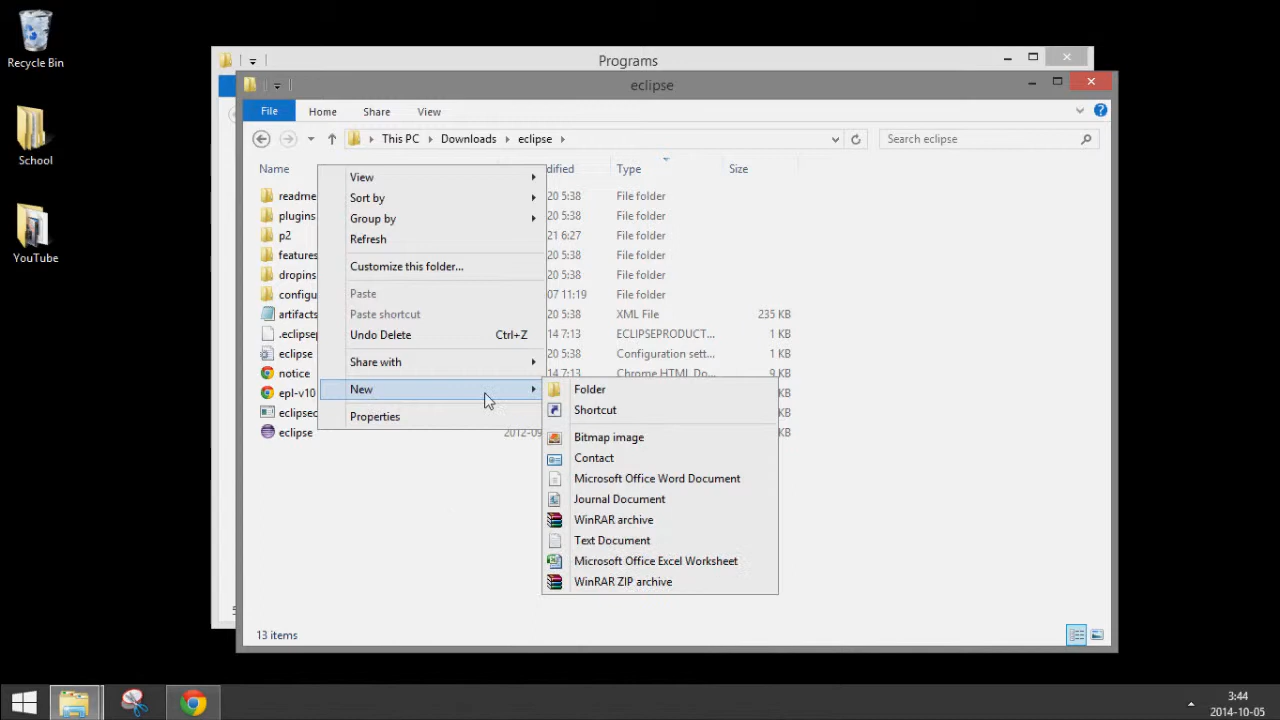 Recycle Bin
School
YouTube
Programs
eclipse
File
Home
Share
View
This PC
Downloads
eclipse
Search eclipse
Name
dified
Type
Size
readme
20 5:38
File folder
plugins
20 5:38
File folder
p2
21 6:27
File folder
features
20 5:38
File folder
dropins
20 5:38
File folder
configu
07 11:19
File folder
artifacts
20 5:38
XML File
235 KB
.eclipsep
14 7:13
ECLIPSEPRODUCT...
1 KB
eclipse
20 5:38
Configuration sett...
1 KB
notice
14 7:13
Chrome HTML Do...
9 KB
epl-v10
KB
eclipsec
KB
eclipse
2012-09
KB
View
Sort by
Group by
Refresh
Customize this folder...
Paste
Paste shortcut
Undo Delete
Ctrl+Z
Share with
New
Properties
Folder
Shortcut
Bitmap image
Contact
Microsoft Office Word Document
Journal Document
WinRAR archive
Text Document
Microsoft Office Excel Worksheet
WinRAR ZIP archive
13 items
3:44
2014-10-05